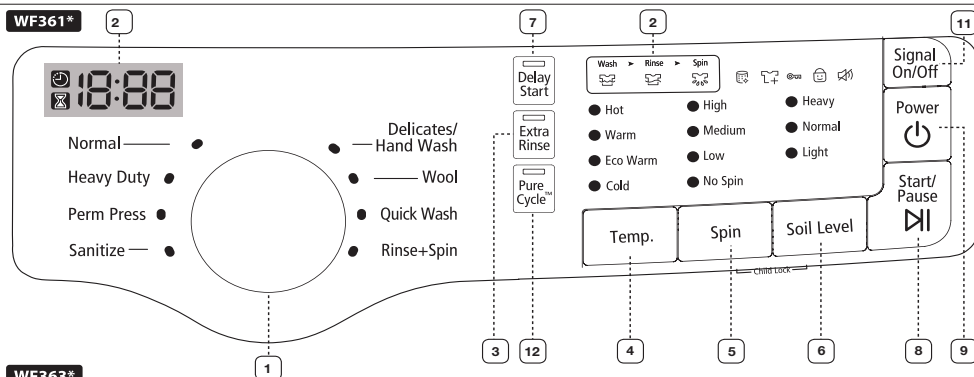 WF361*
2
7
2
11
18:88
Delay
Start
Wash ► Rinse ► Spin
Signal
On/Off
Normal
Heavy Duty
Perm Press
Sanitize
Delicates/
Hand Wash
Wool
Quick Wash
Rinse+Spin
Extra
Rinse
Pure
Cycle™
Hot
Warm
Eco Warm
Cold
High
Medium
Low
No Spin
Heavy
Normal
Light
Power
Start/
Pause
Temp.
Spin
Soil Level
Child Lock
1
3
12
4
5
6
8
9
WF363*